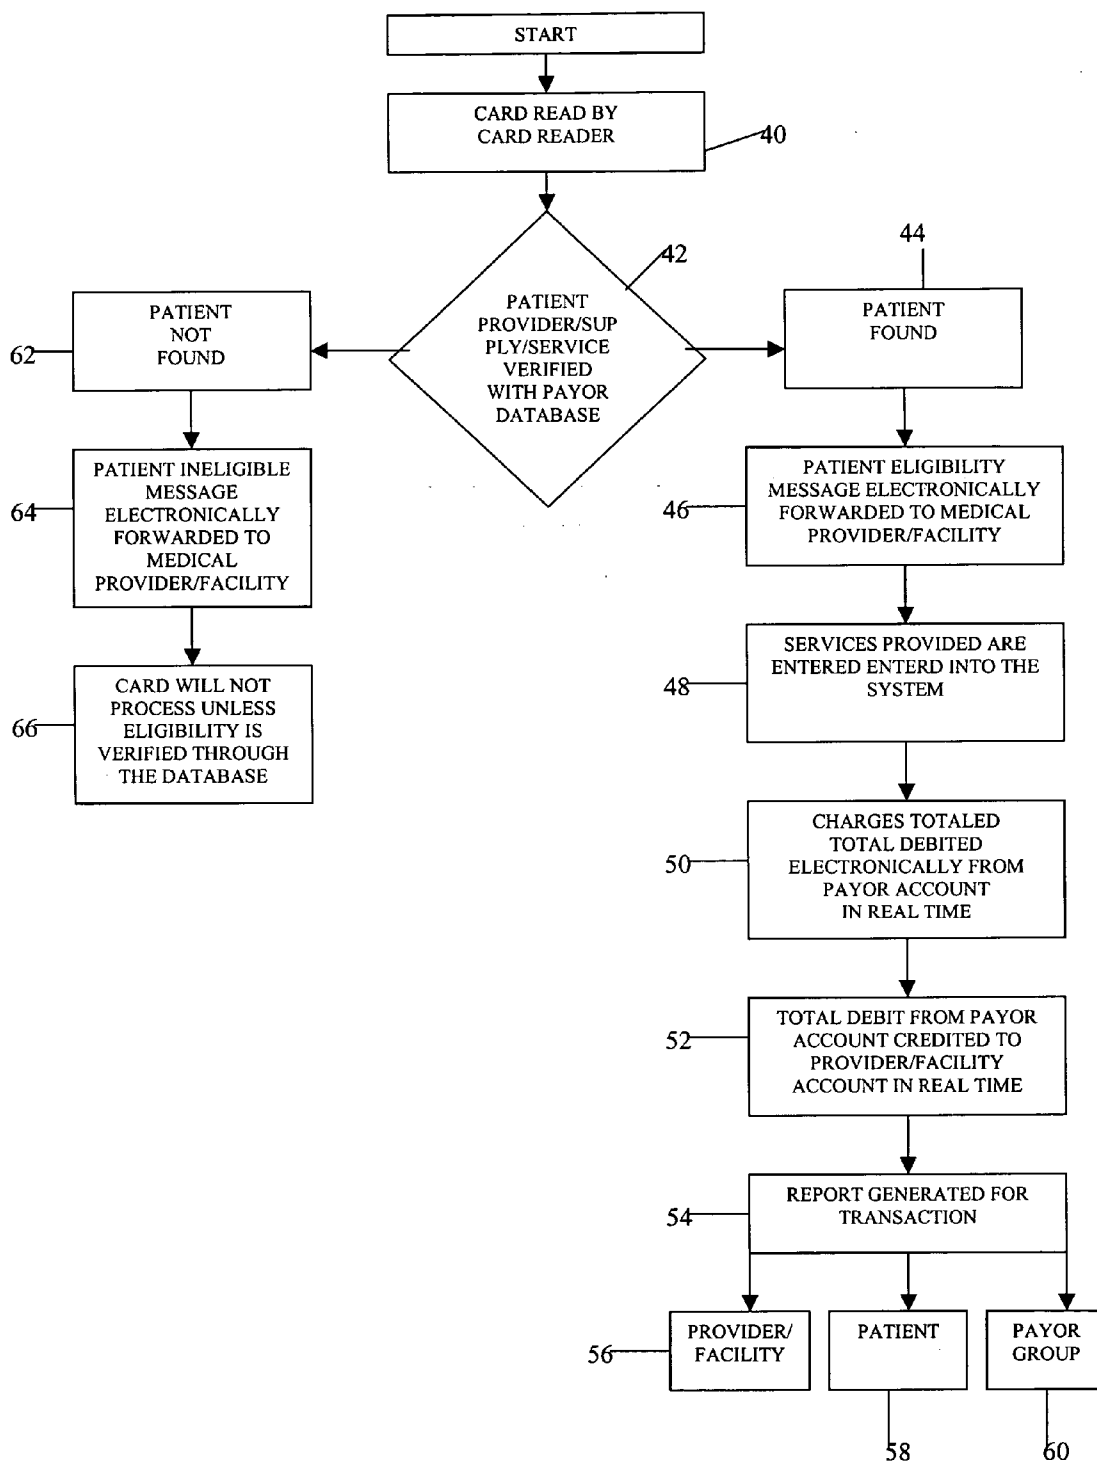 START
CARD READ BY
CARD READER
40
42
PATIENT
PROVIDER/SUP
PLY/SERVICE
VERIFIED
WITH PAYOR
DATABASE
44
PATIENT
FOUND
PATIENT
NOT
FOUND
62
PATIENT INELIGIBLE
MESSAGE
ELECTRONICALLY
FORWARDED TO
MEDICAL
PROVIDER/FACILITY
64
CARD WILL NOT
PROCESS UNLESS
ELIGIBILITY IS
VERIFIED THROUGH
THE DATABASE
66
PATIENT ELIGIBILITY
MESSAGE ELECTRONICALLY
FORWARDED TO MEDICAL
PROVIDER/FACILITY
46
SERVICES PROVIDED ARE
ENTERED ENTERD INTO THE
SYSTEM
48
CHARGES TOTALED
TOTAL DEBITED
ELECTRONICALLY FROM
PAYOR ACCOUNT
IN REAL TIME
50
TOTAL DEBIT FROM PAYOR
ACCOUNT CREDITED TO
PROVIDER/FACILITY
ACCOUNT IN REAL TIME
52
REPORT GENERATED FOR
TRANSACTION
54
PROVIDER/
FACILITY
56
PATIENT
58
PAYOR
GROUP
60